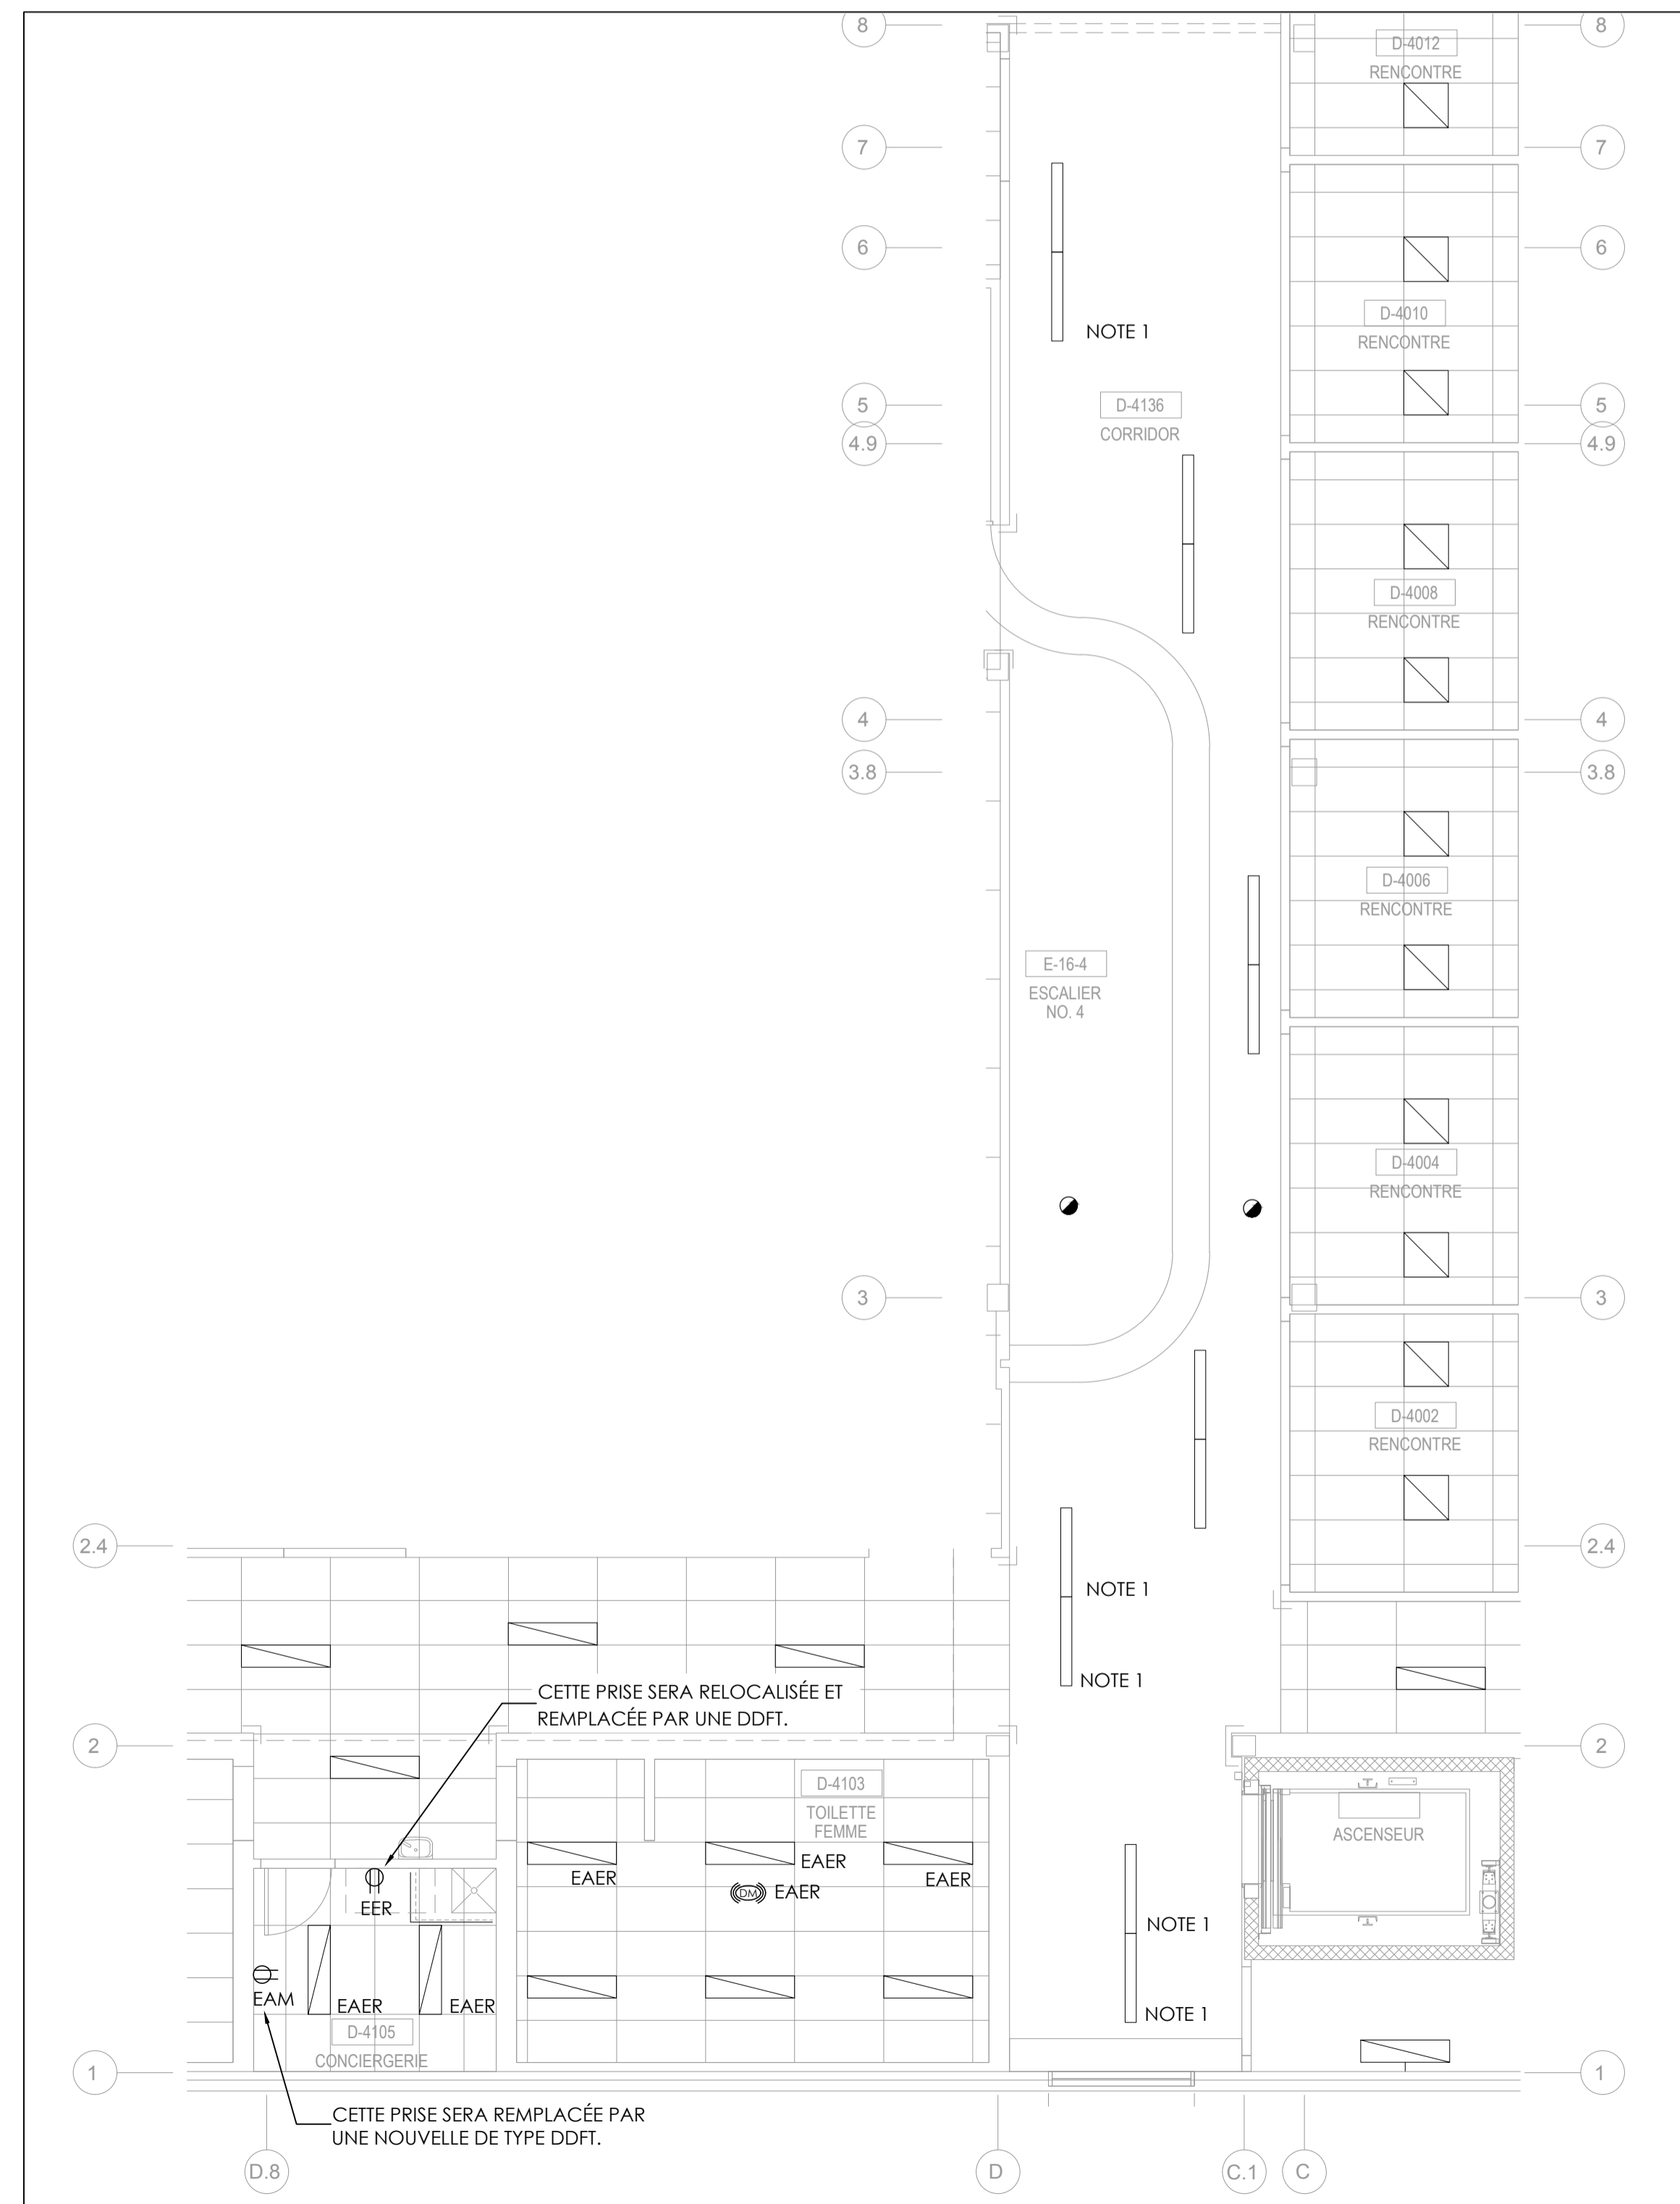 8
8
D-4012
RENCONTRE
7
7
6
6
D-4010
RENCONTRE
NOTE 1
5
5
D-4136
CORRIDOR
4.9
4.9
D-4008
RENCONTRE
4
4
3.8
3.8
D-4006
RENCONTRE
E-16-4
ESCALIER
NO. 4
D-4004
RENCONTRE
3
3
D-4002
RENCONTRE
2.4
2.4
NOTE 1
NOTE 1
CETTE PRISE SERA RELOCALISÉE ET
REMPLACÉE PAR UNE DDFT.
2
2
D-4103
TOILETTE
FEMME
ASCENSEUR
EAER
EAER
EAER
DM
EAER
EER
NOTE 1
EAM
EAER
EAER
NOTE 1
D-4105
CONCIERGERIE
1
1
CETTE PRISE SERA REMPLACÉE PAR
UNE NOUVELLE DE TYPE DDFT.
D.8
D
C.1
C